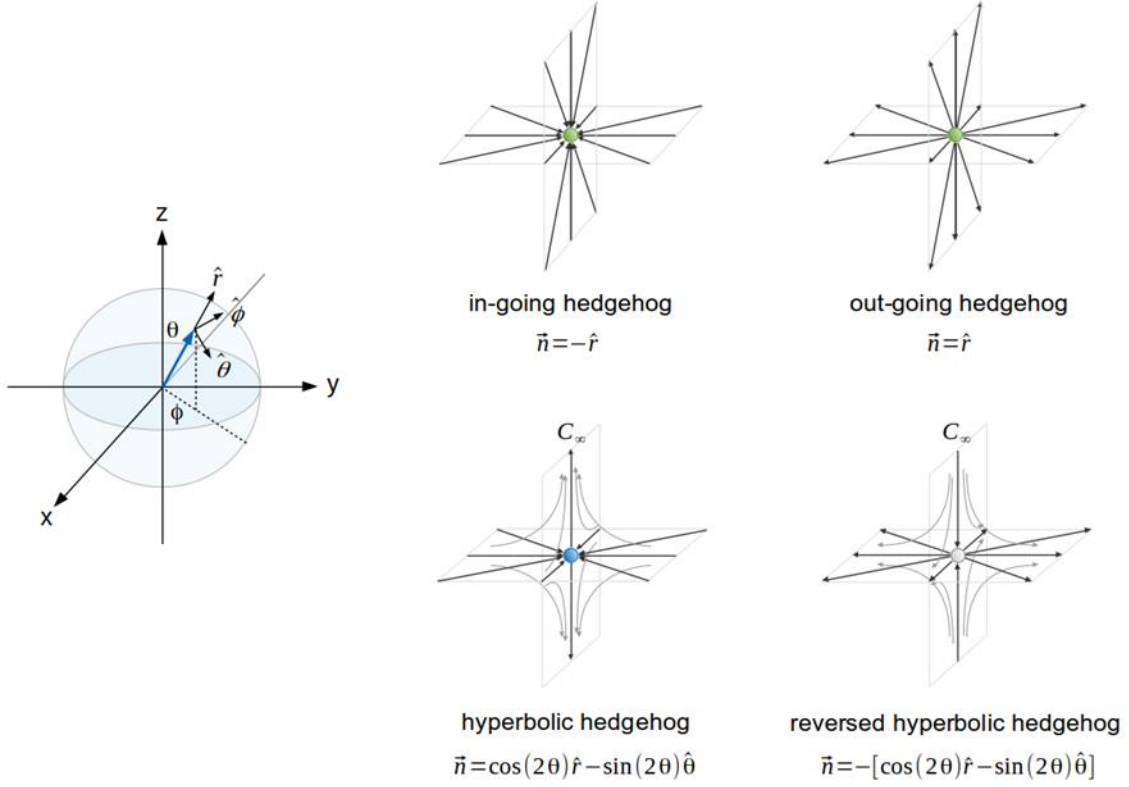 z
r̂
ϕ̂
θ
θ̂
y
ϕ
x
in-going hedgehog
n⃗=−r̂
out-going hedgehog
n⃗=r̂
C∞
hyperbolic hedgehog
n⃗=cos(2θ)r̂−sin(2θ)θ̂
C∞
reversed hyperbolic hedgehog
n⃗=−[cos(2θ)r̂−sin(2θ)θ̂]